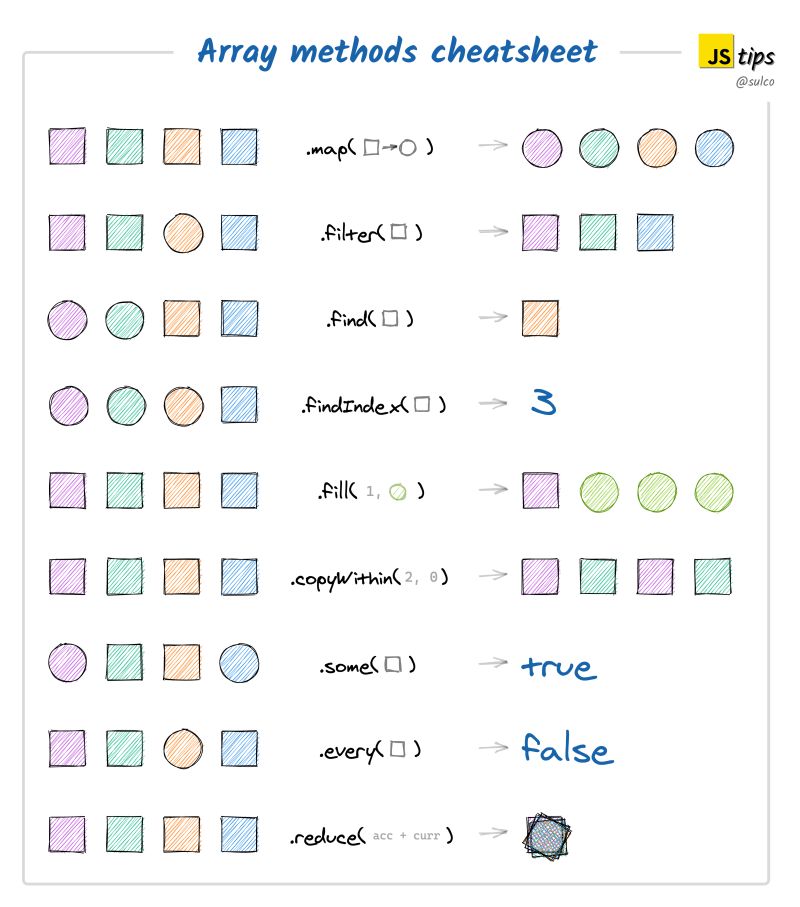 Array methods cheatsheet
JS tips
@sulco
.map( → )
.filter( )
.find( )
.findIndex( ) 3
.fill( 1, )
.copyWithin( 2, 0 )
.some( ) true
.every( ) false
.reduce( acc + curr )